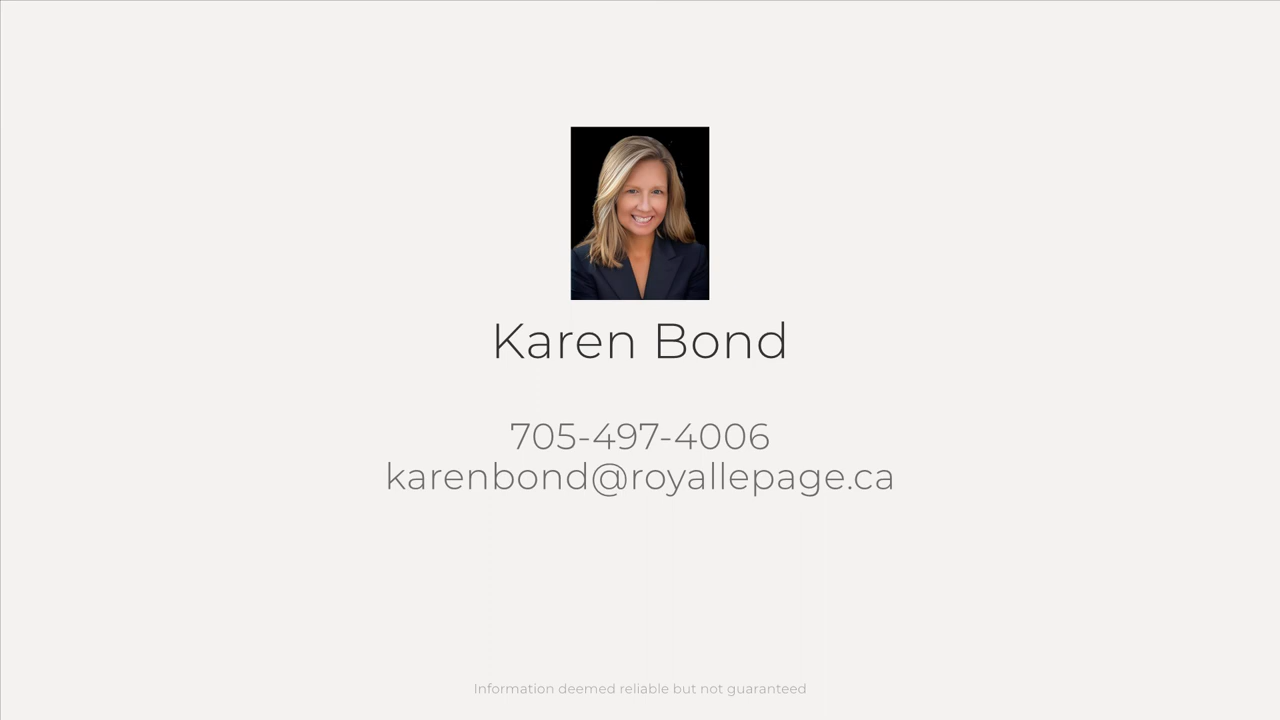 Karen Bond
705-497-4006
karenbond@royallepage.ca
Information deemed reliable but not guaranteed